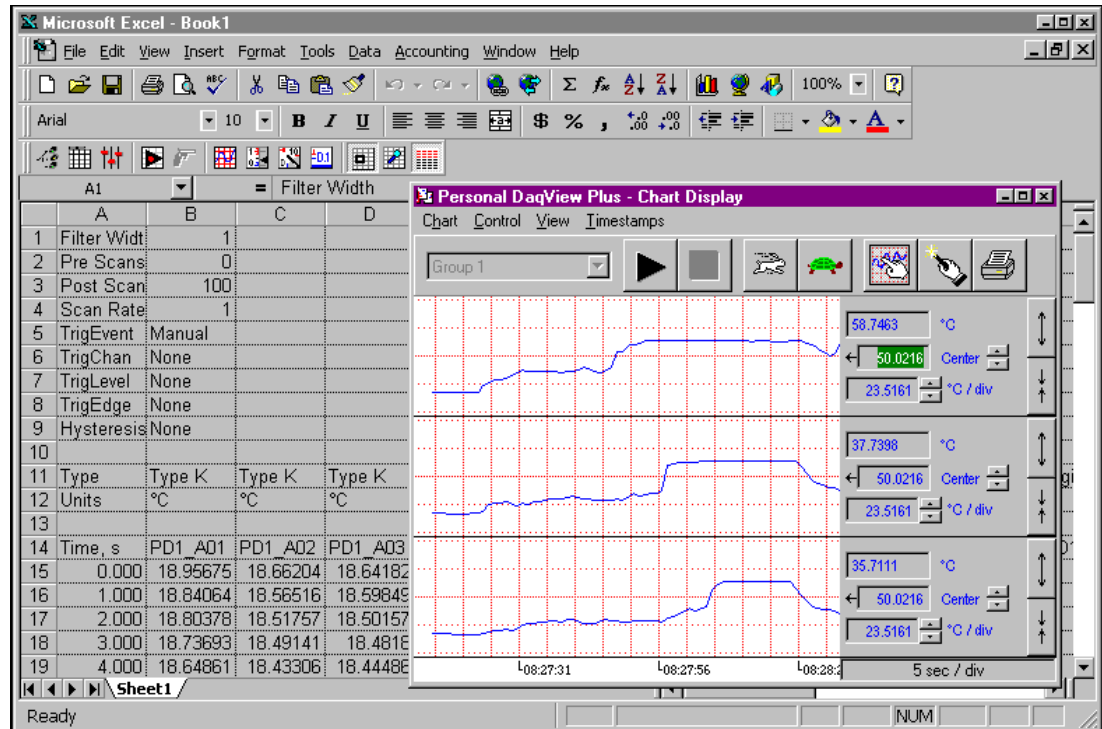 Microsoft Excel - Book1
File Edit View Insert Format Tools Data Accounting Window Help
100%
Arial 10 B I U $ % ,
A1 = Filter Width
A B C D
1 Filter Widt 1
2 Pre Scans 0
3 Post Scan 100
4 Scan Rate 1
5 TrigEvent Manual
6 TrigChan None
7 TrigLevel None
8 TrigEdge None
9 Hysteresis None
10
11 Type Type K Type K Type K
12 Units °C °C °C
13
14 Time, s PD1_A01 PD1_A02 PD1_A03
15 0.000 18.95675 18.66204 18.64182
16 1.000 18.84064 18.56516 18.59849
17 2.000 18.80378 18.51757 18.50157
18 3.000 18.73693 18.49141 18.4816
19 4.000 18.64861 18.43306 18.44486
Sheet1
Ready
NUM
Personal DaqView Plus - Chart Display
Chart Control View Timestamps
Group 1
58.7463 °C
50.0216 Center
23.5161 °C / div
37.7398 °C
50.0216 Center
23.5161 °C / div
35.7111 °C
50.0216 Center
23.5161 °C / div
08:27:31 08:27:56 08:28:2
5 sec / div